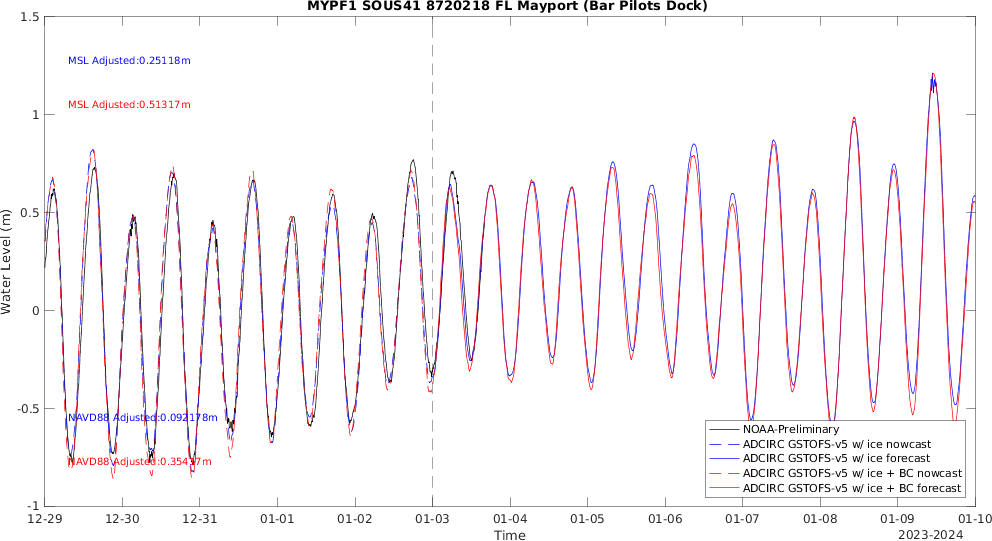 MYPF1 SOUS41 8720218 FL Mayport (Bar Pilots Dock)
1.5
1
0.5
0
-0.5
-1
Water Level (m)
MSL Adjusted:0.25118m
MSL Adjusted:0.51317m
NAVD88 Adjusted:0.092178m
NAVD88 Adjusted:0.35417m
NOAA-Preliminary
ADCIRC GSTOFS-v5 w/ ice nowcast
ADCIRC GSTOFS-v5 w/ ice forecast
ADCIRC GSTOFS-v5 w/ ice + BC nowcast
ADCIRC GSTOFS-v5 w/ ice + BC forecast
12-29 12-30 12-31 01-01 01-02 01-03 01-04 01-05 01-06 01-07 01-08 01-09 01-10
Time
2023-2024